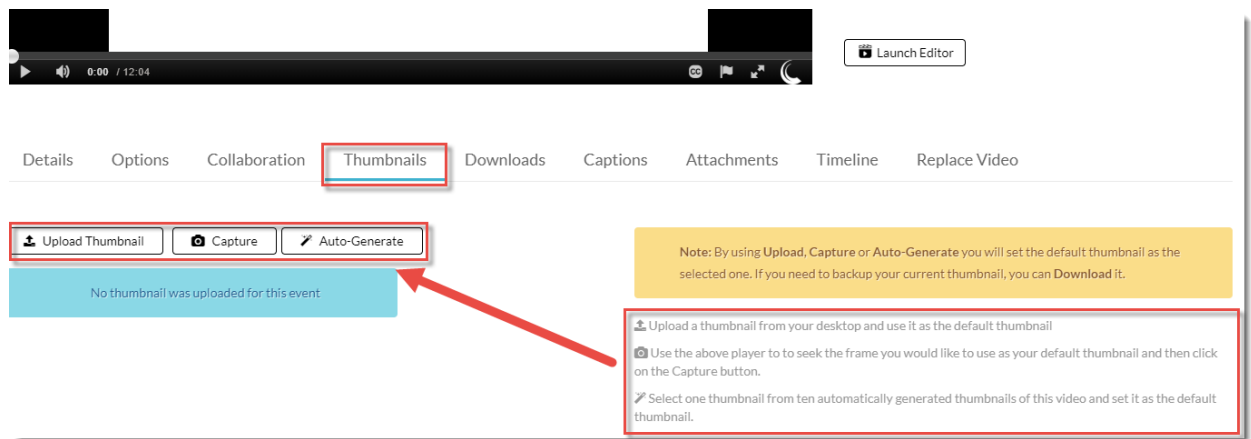 Launch Editor
0:00 / 12:04
CC
Details Options Collaboration Thumbnails Downloads Captions Attachments Timeline Replace Video
Upload Thumbnail Capture Auto-Generate
No thumbnail was uploaded for this event
Note: By using Upload, Capture or Auto-Generate you will set the default thumbnail as the
selected one. If you need to backup your current thumbnail, you can Download it.
Upload a thumbnail from your desktop and use it as the default thumbnail
Use the above player to to seek the frame you would like to use as your default thumbnail and then click
on the Capture button.
Select one thumbnail from ten automatically generated thumbnails of this video and set it as the default
thumbnail.